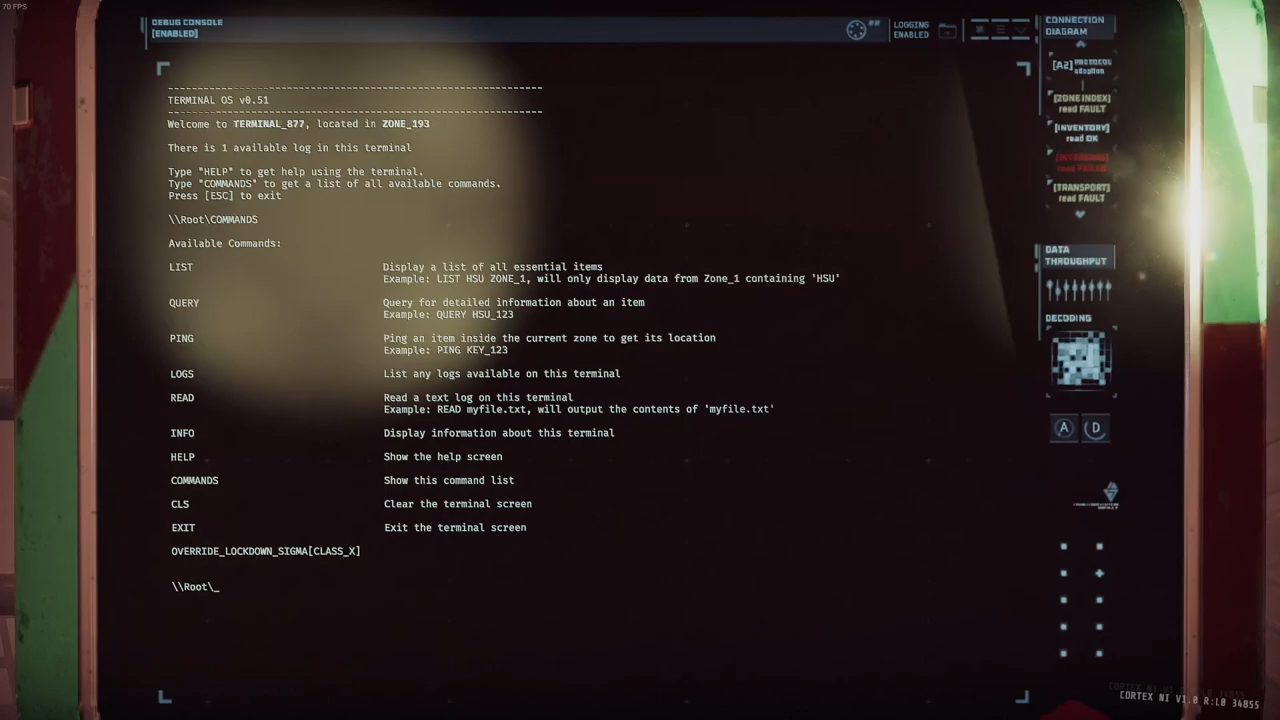 70 FPS
DEBUG CONSOLE
[ENABLED]
LOGGING
ENABLED
CONNECTION
DIAGRAM
------------------------------------------------------------
TERMINAL OS v0.51
------------------------------------------------------------
Welcome to TERMINAL_877, located in ZONE_193
There is 1 available log in this terminal
Type "HELP" to get help using the terminal.
Type "COMMANDS" to get a list of all available commands.
Press [ESC] to exit
\\Root\COMMANDS
Available Commands:
LIST Display a list of all essential items
Example: LIST HSU ZONE_1, will only display data from Zone_1 containing 'HSU'
QUERY Query for detailed information about an item
Example: QUERY HSU_123
PING Ping an item inside the current zone to get its location
Example: PING KEY_123
LOGS List any logs available on this terminal
READ Read a text log on this terminal
Example: READ myfile.txt, will output the contents of 'myfile.txt'
INFO Display information about this terminal
HELP Show the help screen
COMMANDS Show this command list
CLS Clear the terminal screen
EXIT Exit the terminal screen
OVERRIDE_LOCKDOWN_SIGMA[CLASS_X]
\\Root\_
[A2] PROTOCOL
[ZONE INDEX]
read FAULT
[INVENTORY]
read OK
read FAILED
[TRANSPORT]
read FAULT
DATA
THROUGHPUT
DECODING
A D
CORTEX NI V1.0 R:L0 34855